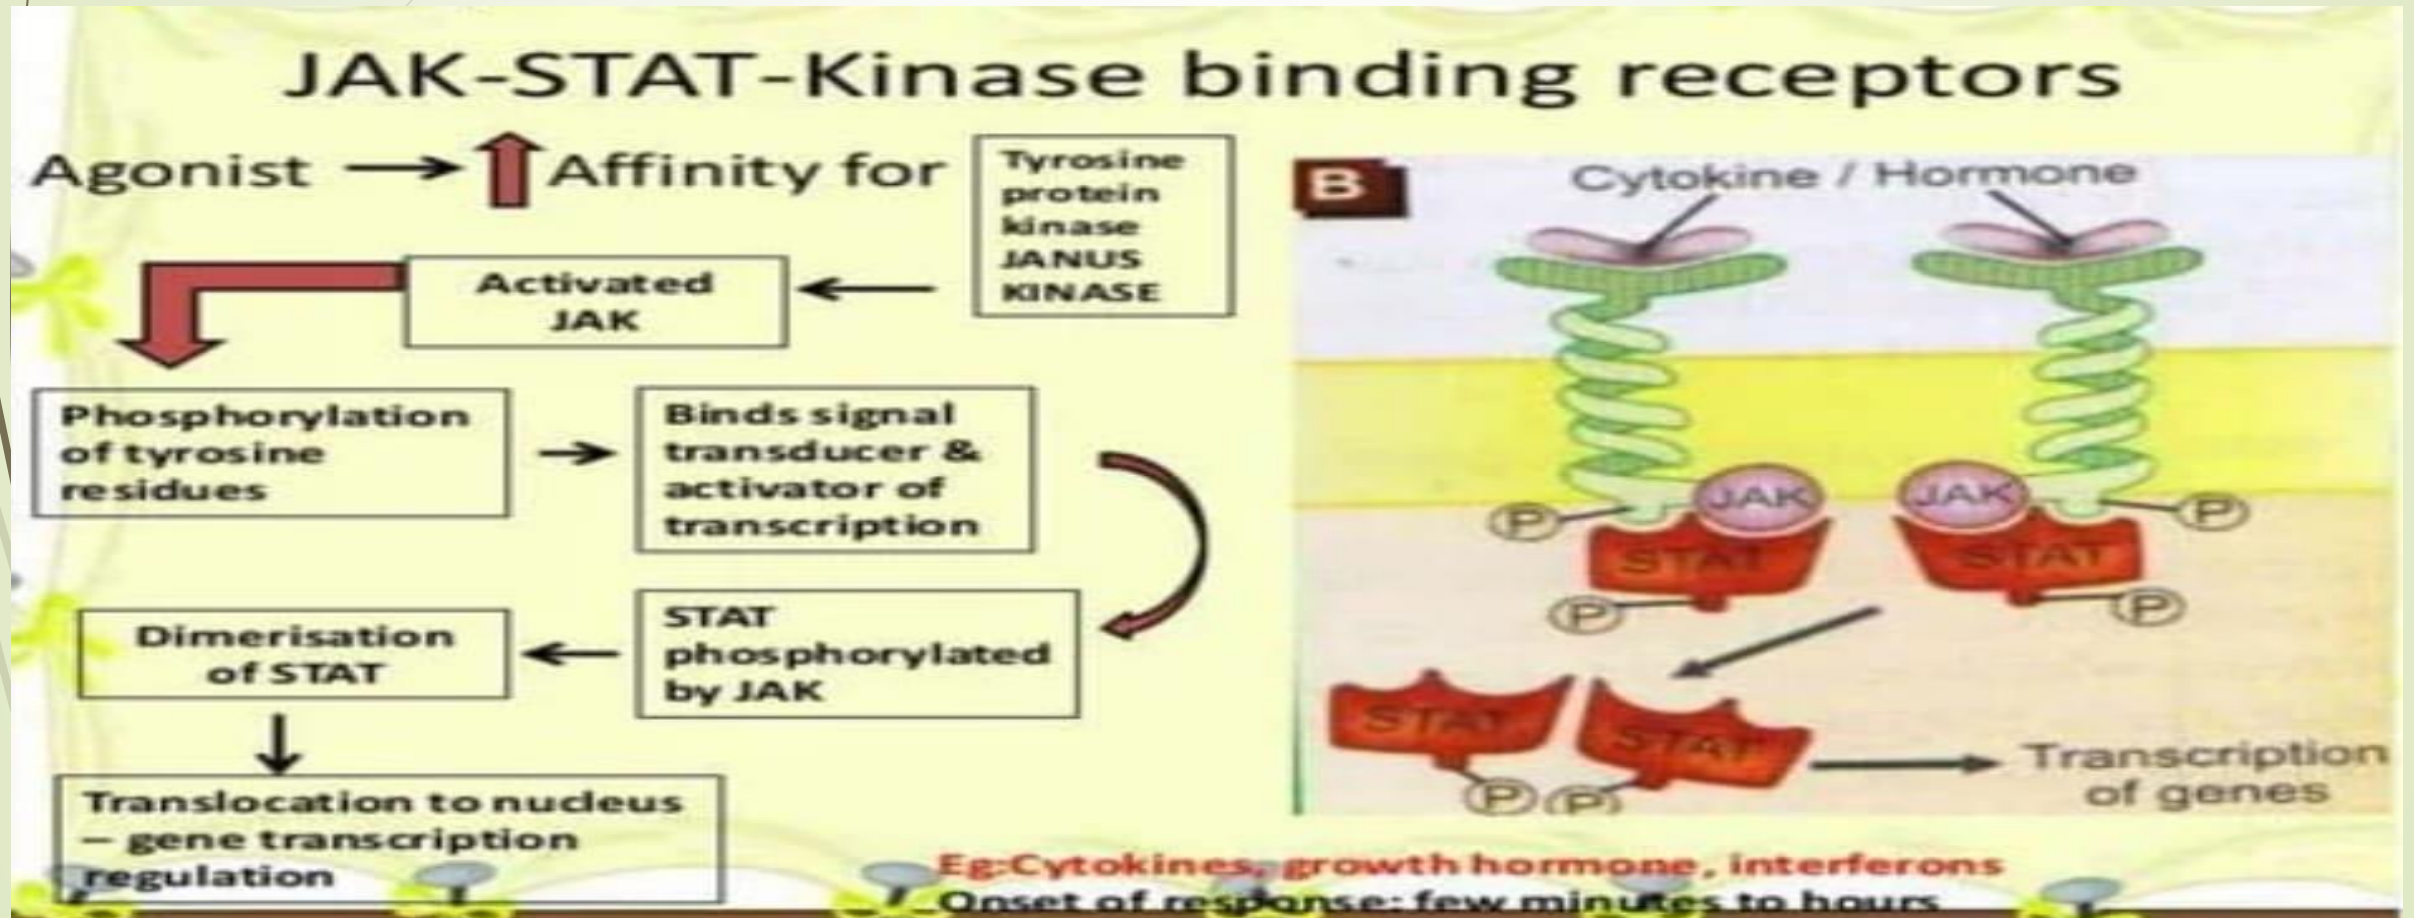 JAK-STAT-Kinase binding receptors
Agonist → Affinity for
Tyrosine
protein
kinase
JANUS
KINASE
Activated
JAK
Phosphorylation
of tyrosine
residues
Binds signal
transducer &
activator of
transcription
STAT
phosphorylated
by JAK
Dimerisation
of STAT
Translocation to nucleus
– gene transcription
regulation
B
Cytokine / Hormone
JAK
JAK
P
P
STAT
STAT
P
P
STAT
STAT
P
P
Transcription
of genes
Eg:Cytokines, growth hormone, interferons
Onset of response: few minutes to hours